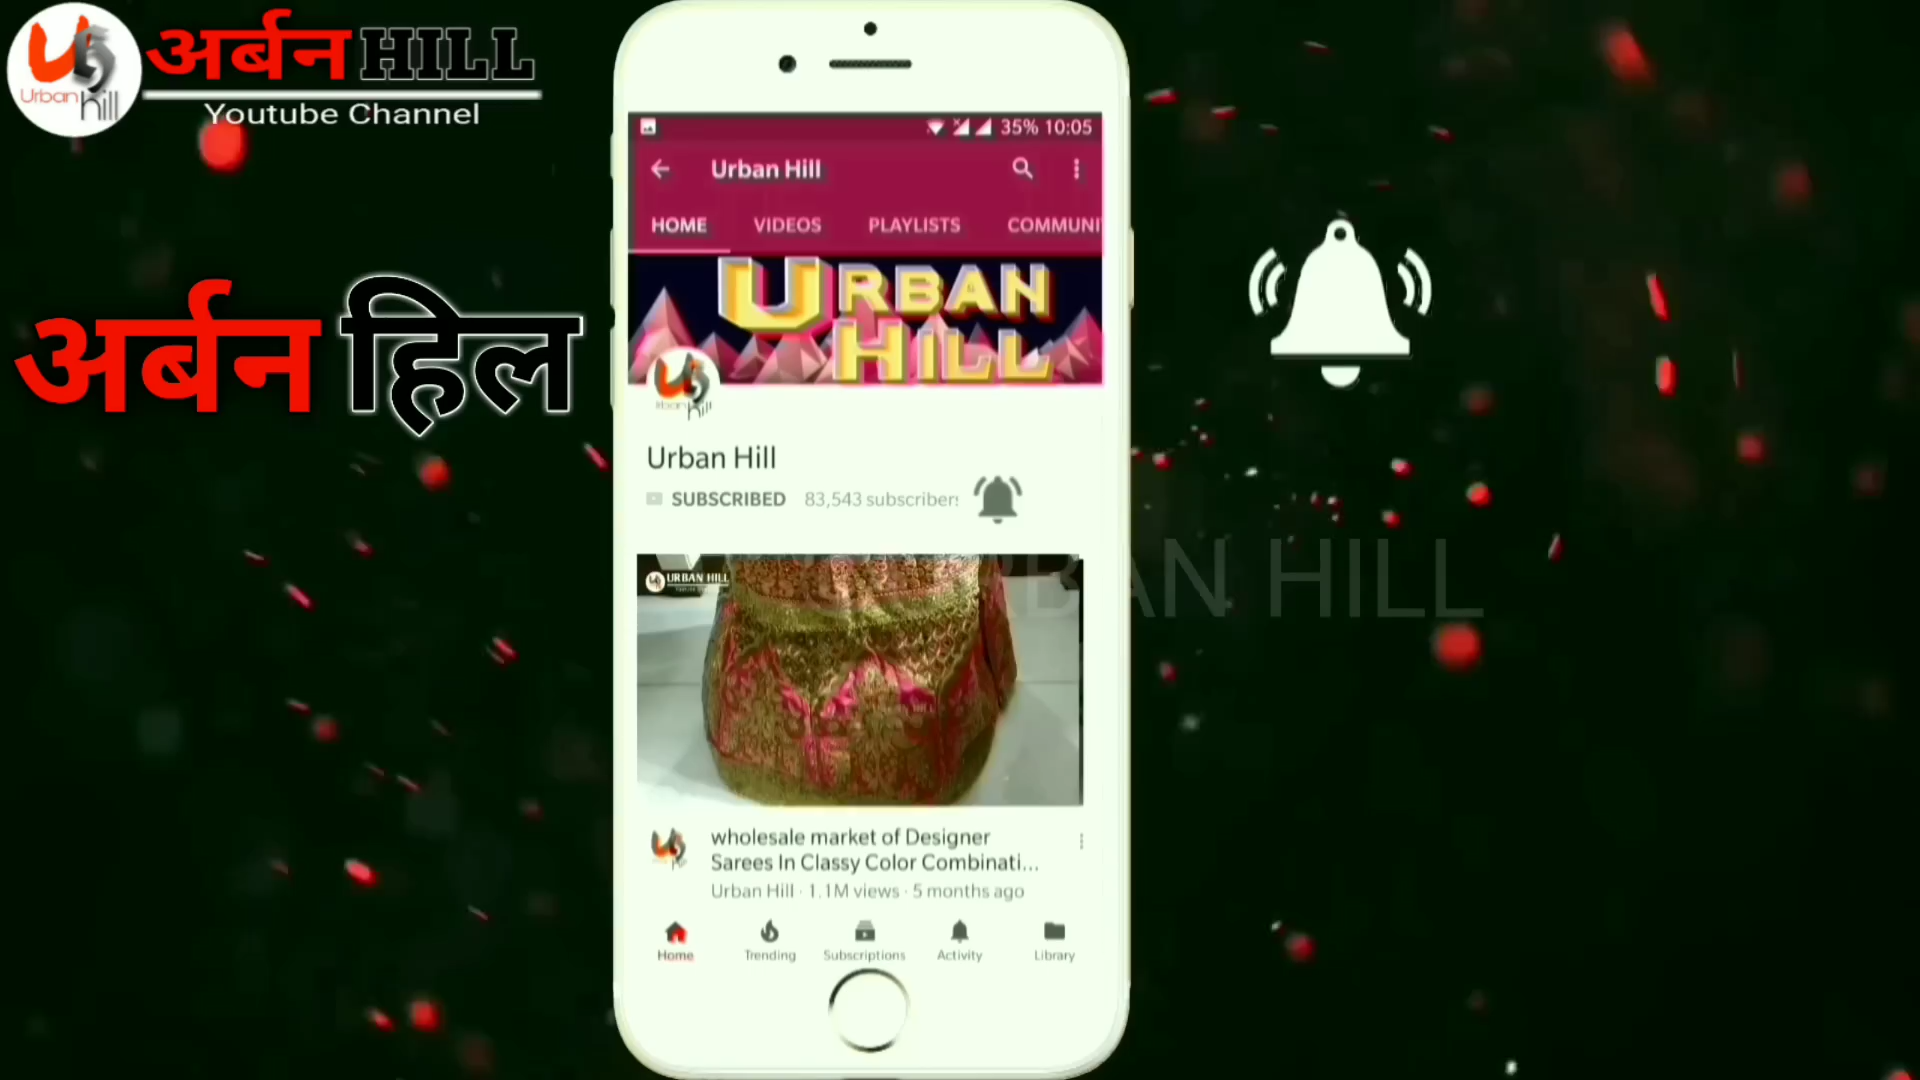 अर्बन HILL
Youtube Channel
Urban
hill
अर्बन हिल
35% 10:05
Urban Hill
HOME VIDEOS PLAYLISTS COMMUNI
URBAN
HILL
Urban Hill
SUBSCRIBED 83,543 subscribers
URBAN HILL
URBAN HILL
wholesale market of Designer
Sarees In Classy Color Combinati...
Urban Hill · 1.1M views · 5 months ago
Home Trending Subscriptions Activity Library